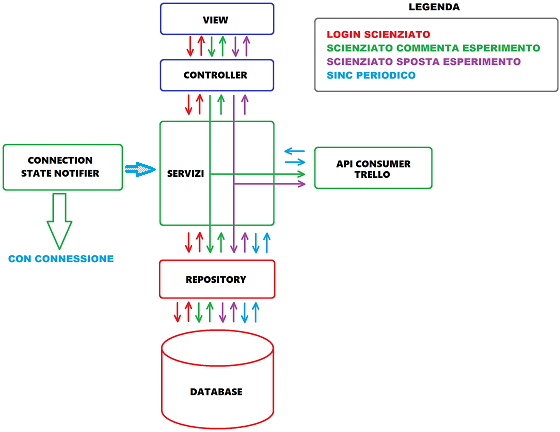 VIEW
LEGENDA
LOGIN SCIENZIATO
SCIENZIATO COMMENTA ESPERIMENTO
SCIENZIATO SPOSTA ESPERIMENTO
SINC PERIODICO
CONTROLLER
CONNECTION
STATE NOTIFIER
SERVIZI
API CONSUMER
TRELLO
CON CONNESSIONE
REPOSITORY
DATABASE